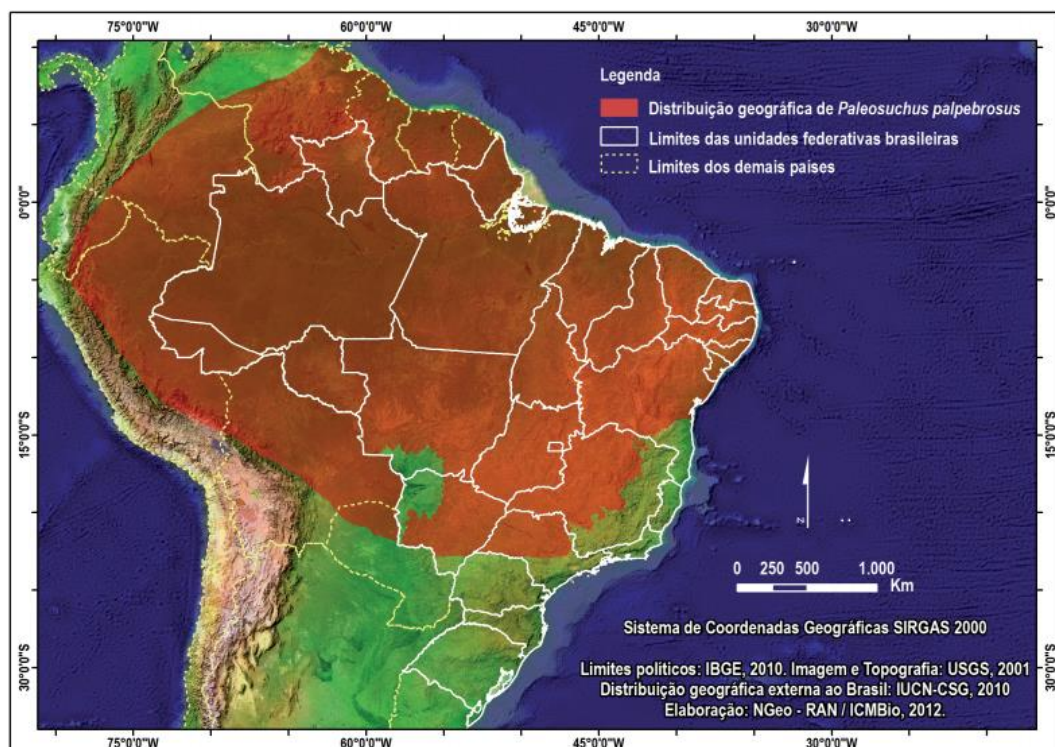 75°0'0"W
60°0'0"W
45°0'0"W
30°0'0"W
Legenda
Distribuição geográfica de Paleosuchus palpebrosus
Limites das unidades federativas brasileiras
Limites dos demais países
0°0'0"
0°0'0"
15°0'0"S
15°0'0"S
30°0'0"S
30°0'0"S
N
0 250 500 1.000
Km
Sistema de Coordenadas Geográficas SIRGAS 2000
Limites políticos: IBGE, 2010. Imagem e Topografia: USGS, 2001
Distribuição geográfica externa ao Brasil: IUCN-CSG, 2010
Elaboração: NGeo - RAN / ICMBio, 2012.
75°0'0"W
60°0'0"W
45°0'0"W
30°0'0"W